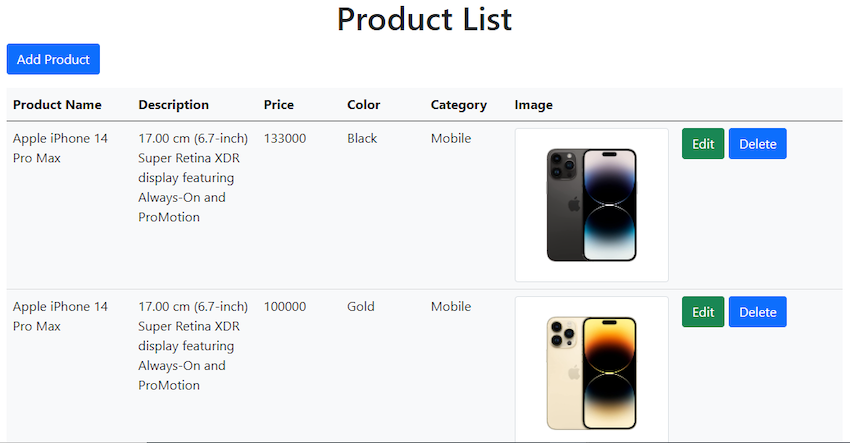 Product List
Add Product
Product Name Description Price Color Category Image
Apple iPhone 14 17.00 cm (6.7-inch) 133000 Black Mobile Edit Delete
Pro Max Super Retina XDR
display featuring
Always-On and
ProMotion
Apple iPhone 14 17.00 cm (6.7-inch) 100000 Gold Mobile Edit Delete
Pro Max Super Retina XDR
display featuring
Always-On and
ProMotion